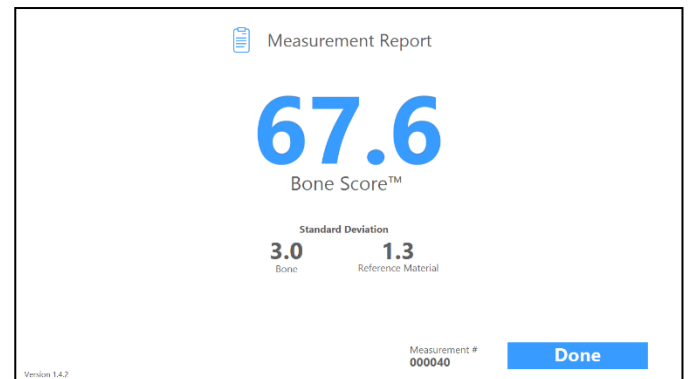 Measurement Report
67.6
Bone Score™
Standard Deviation
3.0 1.3
Bone Reference Material
Measurement #
000040
Done
Version 1.4.2